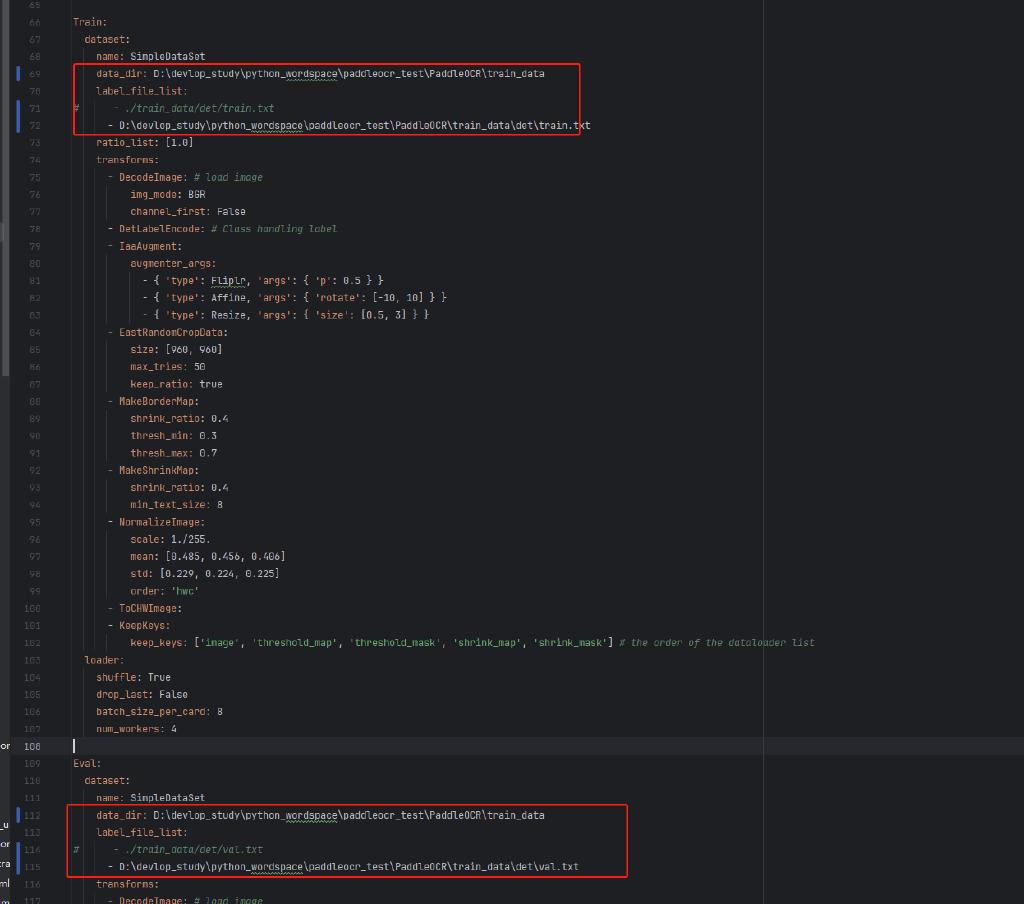 65
66 Train:
67 dataset:
68 name: SimpleDataSet
69 data_dir: D:\devlop_study\python_wordspace\paddleocr_test\PaddleOCR\train_data
70 label_file_list:
71 # - ./train_data/det/train.txt
72 - D:\devlop_study\python_wordspace\paddleocr_test\PaddleOCR\train_data\det\train.txt
73 ratio_list: [1.0]
74 transforms:
75 - DecodeImage: # load image
76 img_mode: BGR
77 channel_first: False
78 - DetLabelEncode: # Class handling label
79 - IaaAugment:
80 augmenter_args:
81 - { 'type': Fliplr, 'args': { 'p': 0.5 } }
82 - { 'type': Affine, 'args': { 'rotate': [-10, 10] } }
83 - { 'type': Resize, 'args': { 'size': [0.5, 3] } }
84 - EastRandomCropData:
85 size: [960, 960]
86 max_tries: 50
87 keep_ratio: true
88 - MakeBorderMap:
89 shrink_ratio: 0.4
90 thresh_min: 0.3
91 thresh_max: 0.7
92 - MakeShrinkMap:
93 shrink_ratio: 0.4
94 min_text_size: 8
95 - NormalizeImage:
96 scale: 1./255.
97 mean: [0.485, 0.456, 0.406]
98 std: [0.229, 0.224, 0.225]
99 order: 'hwc'
100 - ToCHWImage:
101 - KeepKeys:
102 keep_keys: ['image', 'threshold_map', 'threshold_mask', 'shrink_map', 'shrink_mask'] # the order of the dataloader list
103 loader:
104 shuffle: True
105 drop_last: False
106 batch_size_per_card: 8
107 num_workers: 4
108
109 Eval:
110 dataset:
111 name: SimpleDataSet
112 data_dir: D:\devlop_study\python_wordspace\paddleocr_test\PaddleOCR\train_data
113 label_file_list:
114 # - ./train_data/det/val.txt
115 - D:\devlop_study\python_wordspace\paddleocr_test\PaddleOCR\train_data\det\val.txt
116 transforms:
117 - DecodeImage: # load image